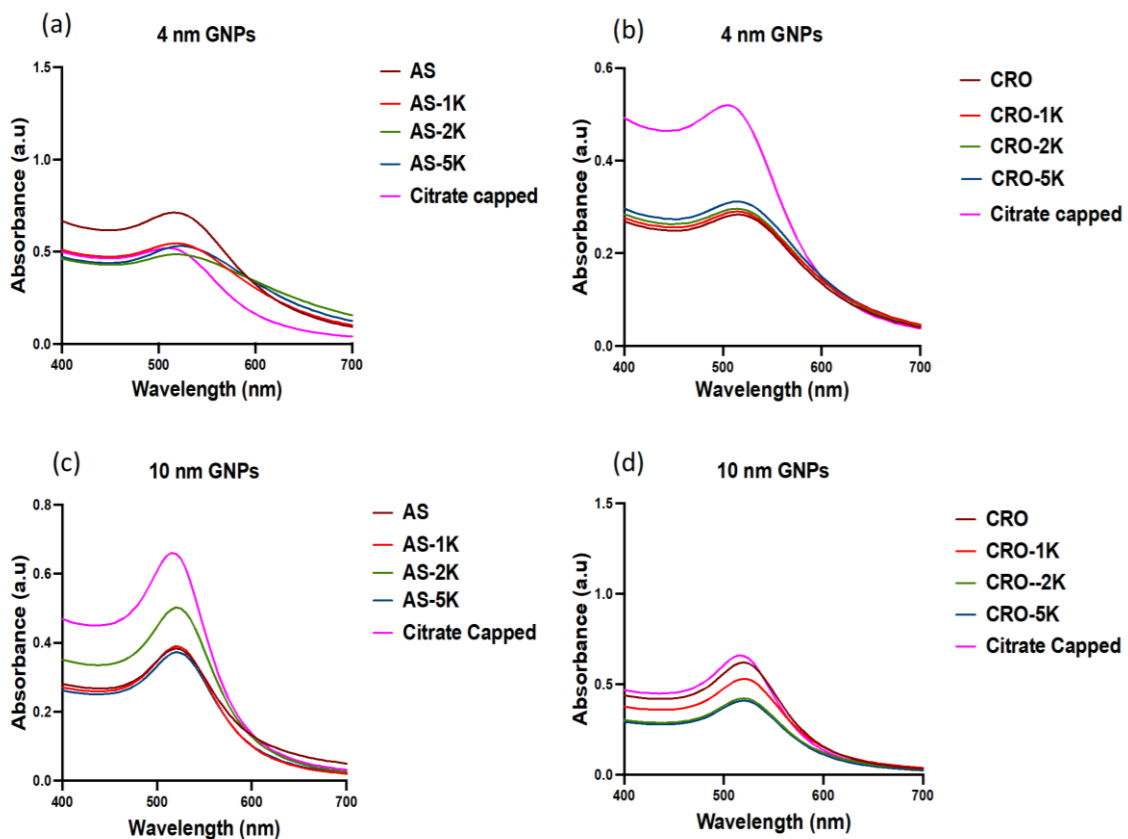 (a)
4 nm GNPs
1.5
1.0
0.5
0.0
Absorbance (a.u)
400 500 600 700
Wavelength (nm)
AS
AS-1K
AS-2K
AS-5K
Citrate capped
(b)
4 nm GNPs
0.6
0.4
0.2
0.0
Absorbance (a.u)
400 500 600 700
Wavelength (nm)
CRO
CRO-1K
CRO-2K
CRO-5K
Citrate capped
(c)
10 nm GNPs
0.8
0.6
0.4
0.2
0.0
Absorbance (a.u)
400 500 600 700
Wavelength (nm)
AS
AS-1K
AS-2K
AS-5K
Citrate Capped
(d)
10 nm GNPs
1.5
1.0
0.5
0.0
Absorbance (a.u)
400 500 600 700
Wavelength (nm)
CRO
CRO-1K
CRO--2K
CRO-5K
Citrate Capped